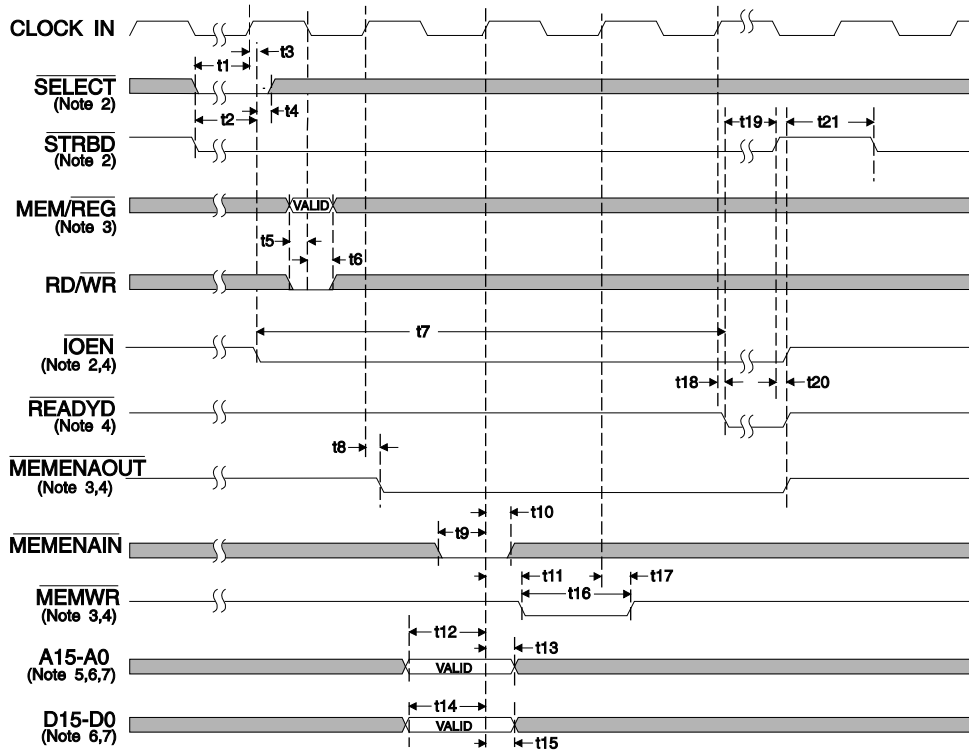 CLOCK IN
t3
t1
SELECT
(Note 2)
t2
t4
STRBD
(Note 2)
t19
t21
MEM/REG
(Note 3)
VALID
t5
t6
RD/WR
t7
IOEN
(Note 2,4)
t18
t20
READYD
(Note 4)
t8
MEMENAOUT
(Note 3,4)
t9
t10
MEMENAIN
t11
t17
t16
MEMWR
(Note 3,4)
t12
t13
A15-A0
(Note 5,6,7)
VALID
t14
D15-D0
(Note 6,7)
VALID
t15